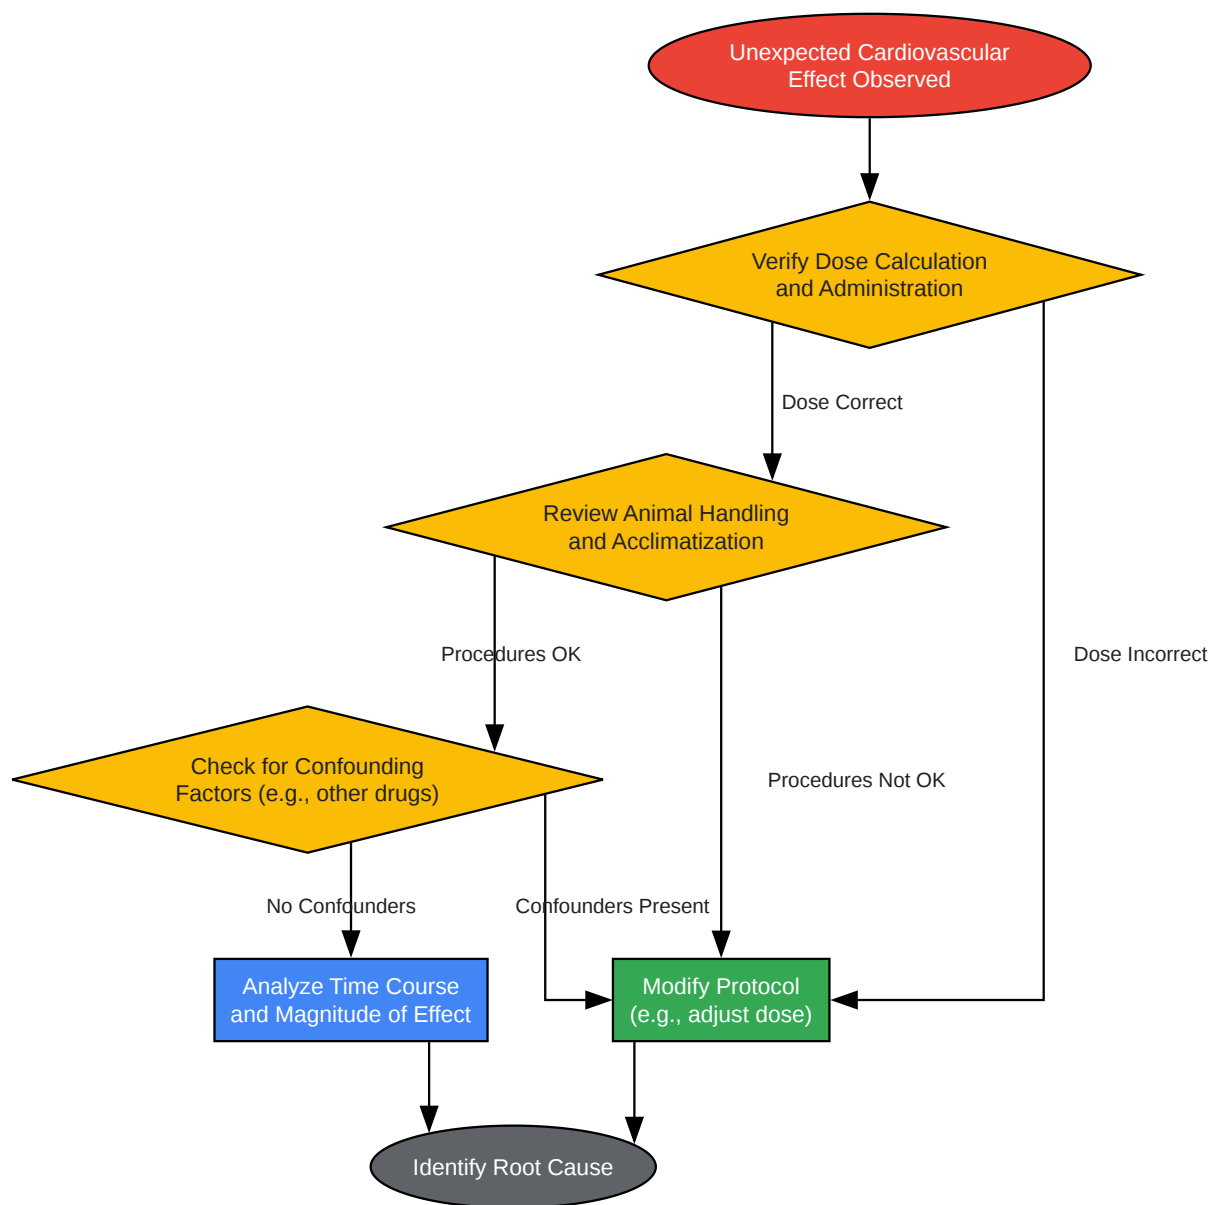 Unexpected Cardiovascular
Effect Observed
Verify Dose Calculation
and Administration
Dose Correct
Review Animal Handling
and Acclimatization
Procedures OK
Dose Incorrect
Check for Confounding
Factors (e.g., other drugs)
Procedures Not OK
No Confounders
Confounders Present
Analyze Time Course
and Magnitude of Effect
Modify Protocol
(e.g., adjust dose)
Identify Root Cause